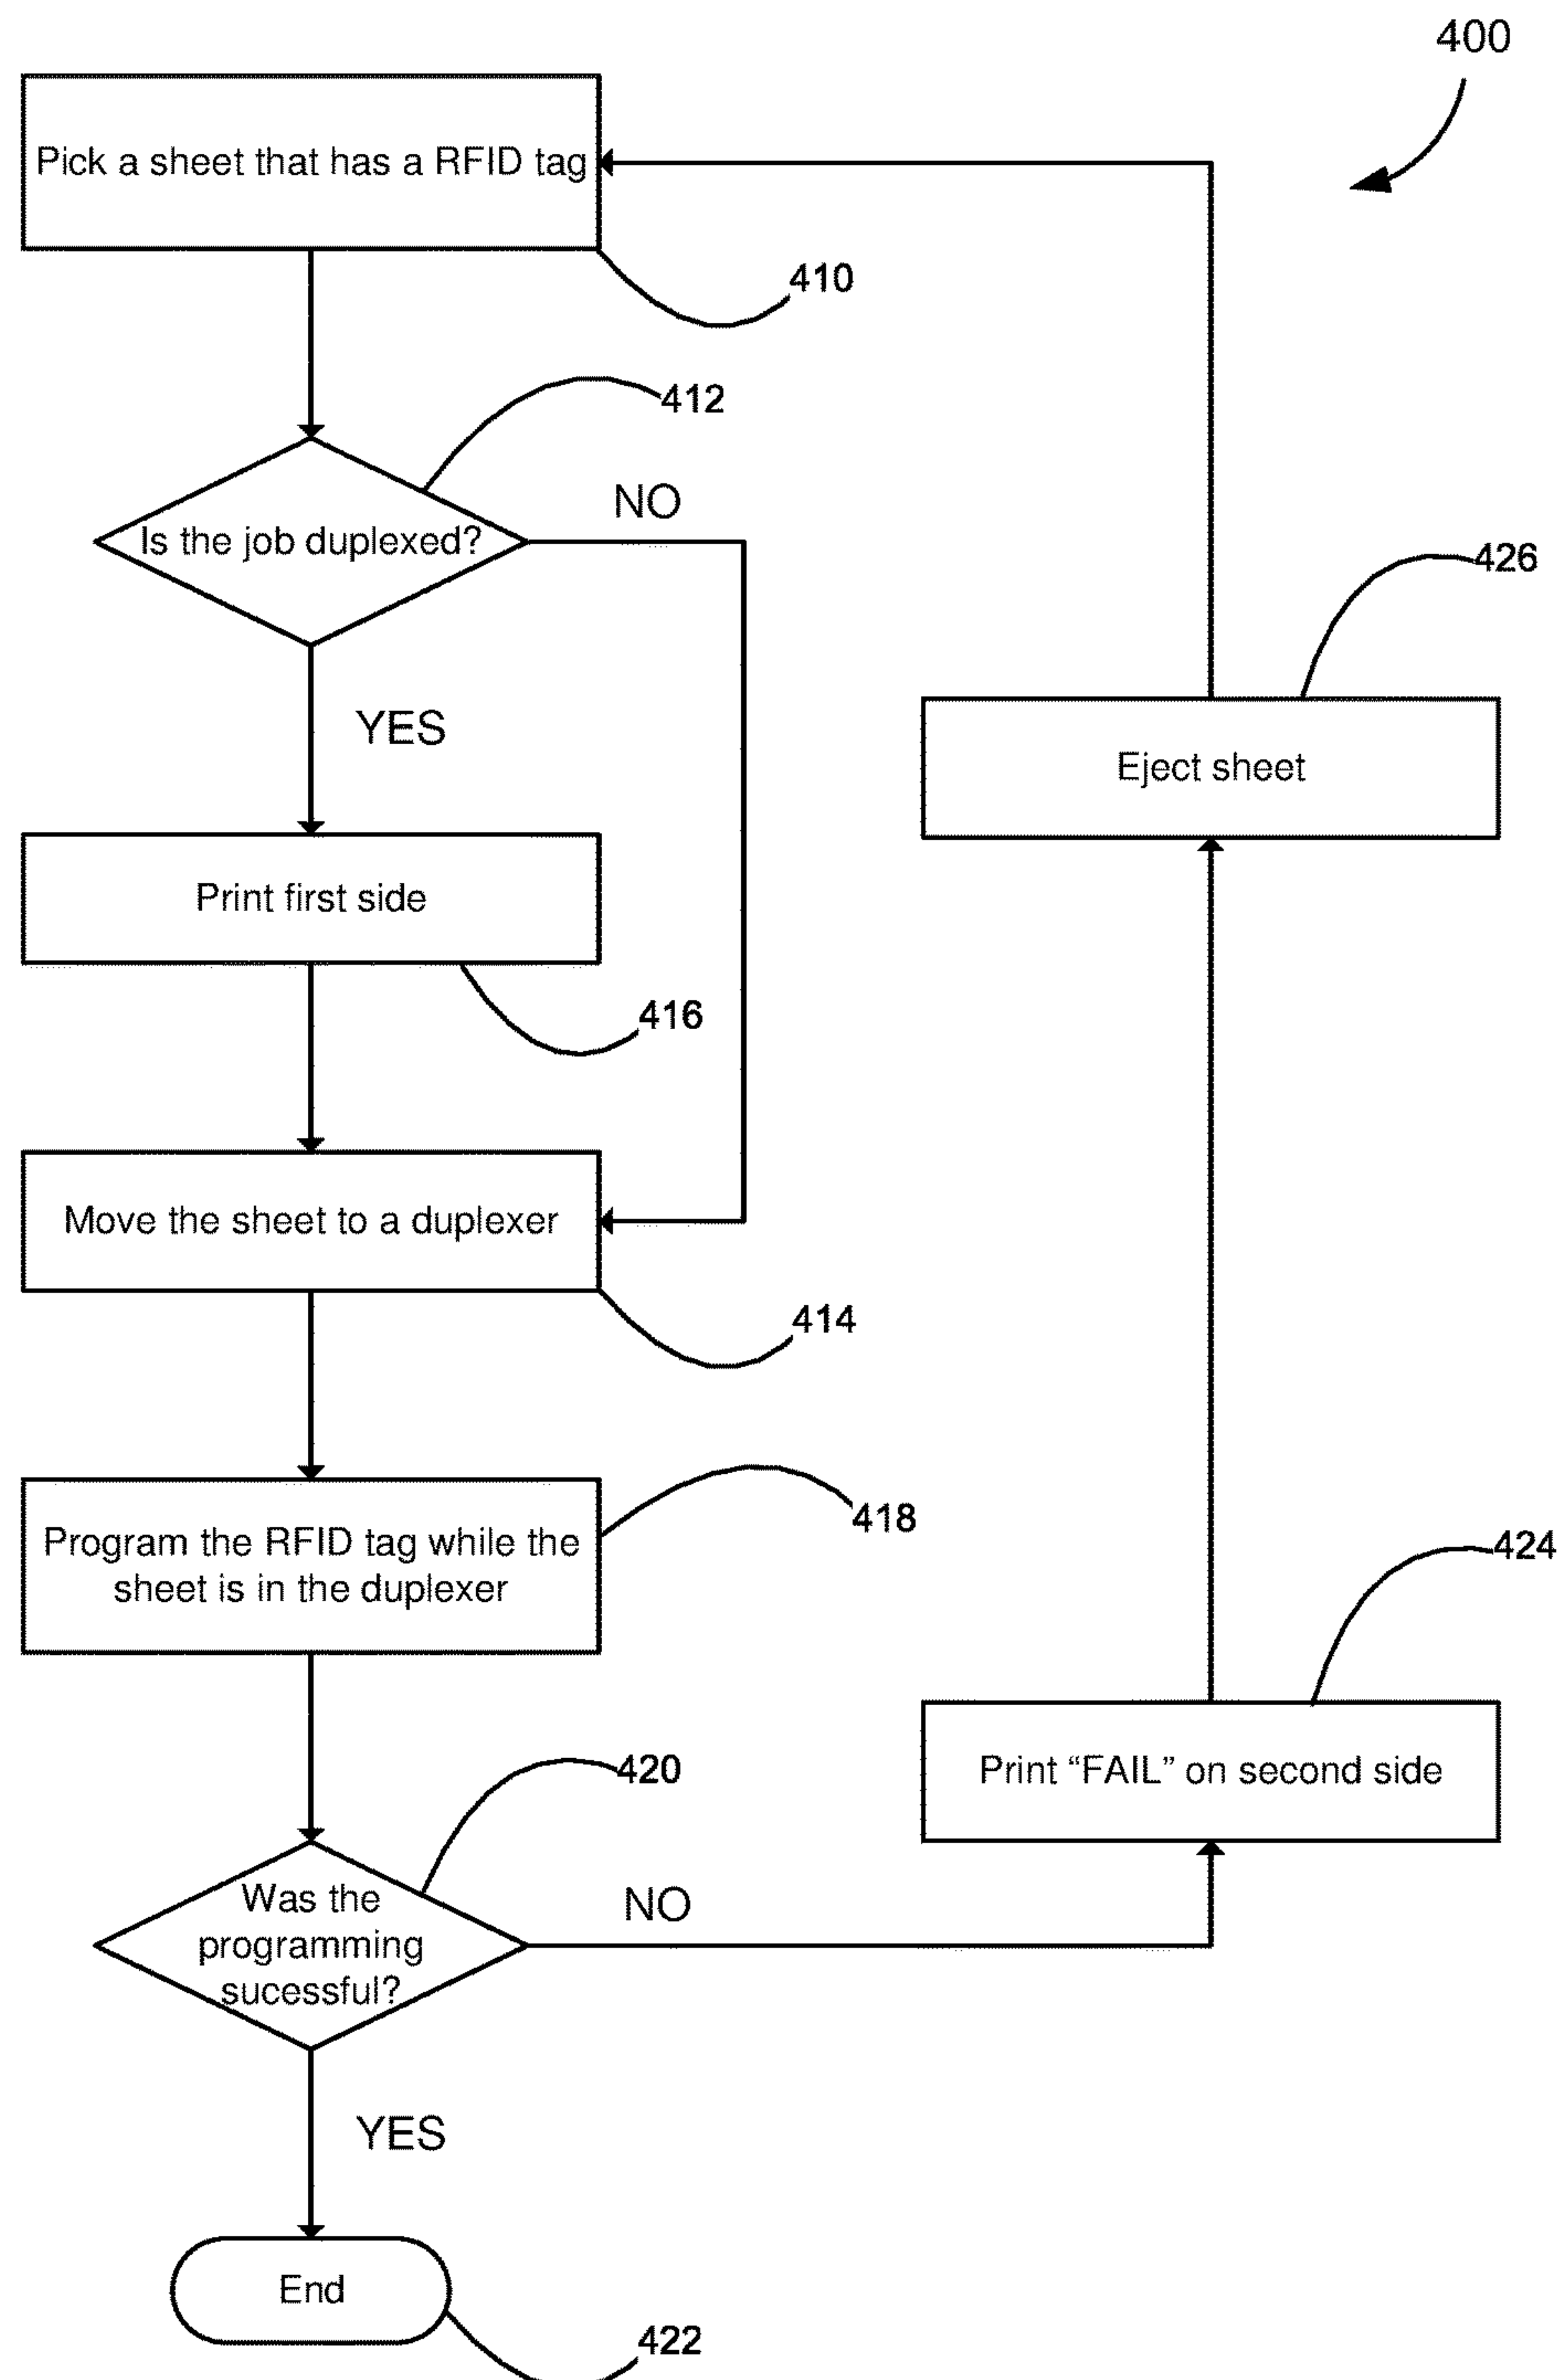 400
Pick a sheet that has a RFID tag
410
412
Is the job duplexed?
NO
YES
426
Eject sheet
Print first side
416
Move the sheet to a duplexer
414
Program the RFID tag while the
sheet is in the duplexer
418
424
Print “FAIL” on second side
420
Was the
programming
sucessful?
NO
YES
End
422